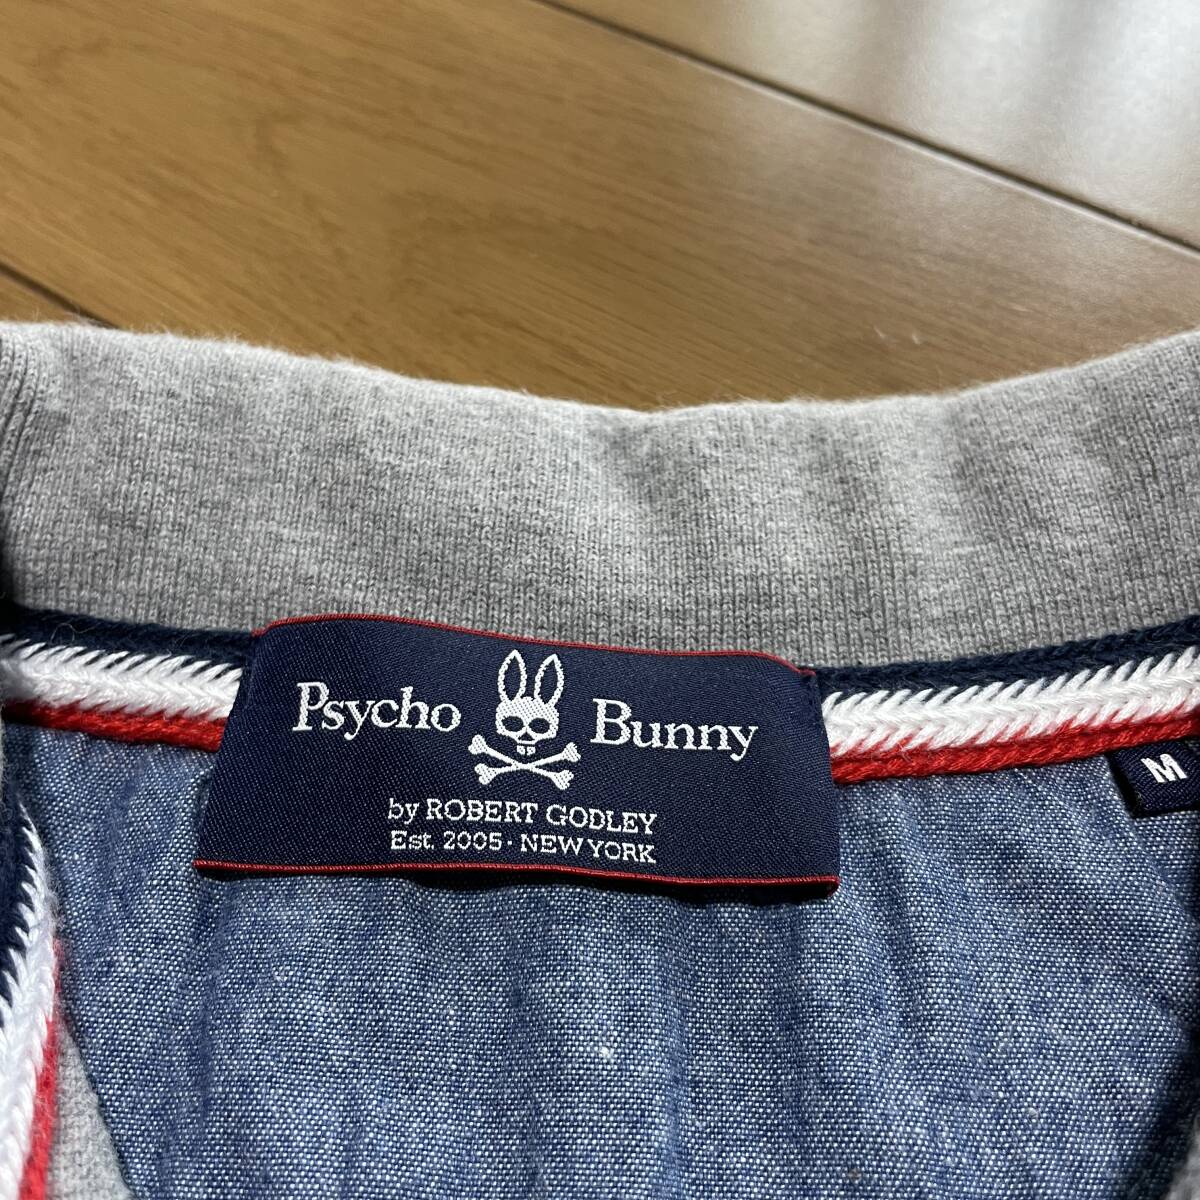 Psycho Bunny
by ROBERT GODLEY
Est. 2005 · NEW YORK
M